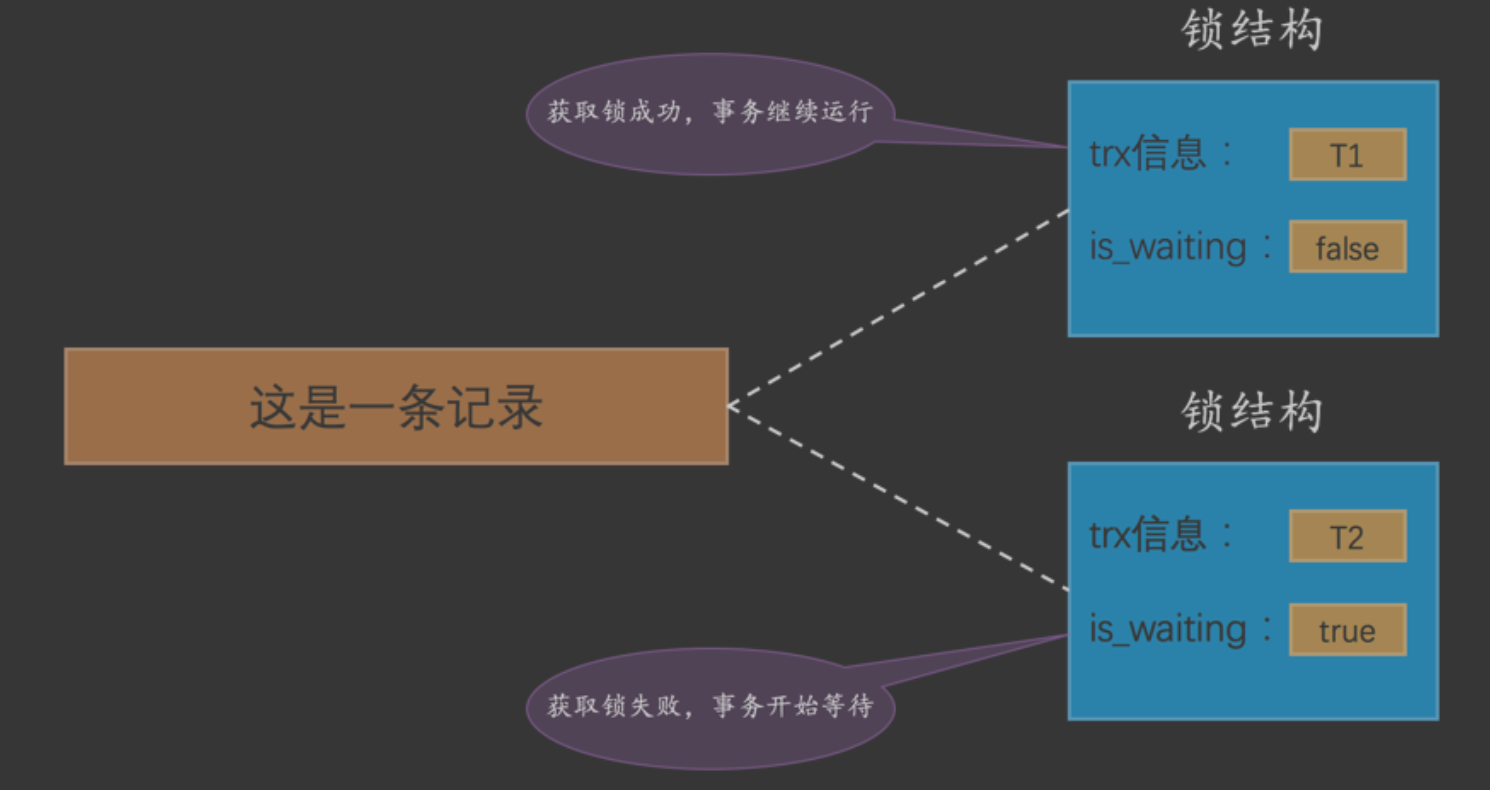 锁结构
获取锁成功，事务继续运行
trx信息： T1
is_waiting： false
这是一条记录
锁结构
trx信息： T2
is_waiting： true
获取锁失败，事务开始等待